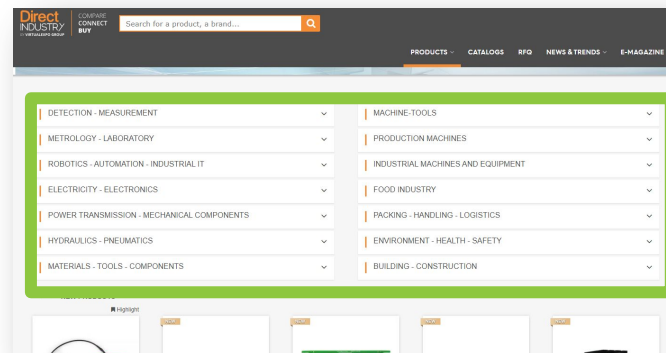 Direct
INDUSTRY
BY VIRTUALEXPO GROUP
COMPARE
CONNECT
BUY
Search for a product, a brand...
PRODUCTS CATALOGS RFQ NEWS & TRENDS E-MAGAZINE
DETECTION - MEASUREMENT
METROLOGY - LABORATORY
ROBOTICS - AUTOMATION - INDUSTRIAL IT
ELECTRICITY - ELECTRONICS
POWER TRANSMISSION - MECHANICAL COMPONENTS
HYDRAULICS - PNEUMATICS
MATERIALS - TOOLS - COMPONENTS
MACHINE-TOOLS
PRODUCTION MACHINES
INDUSTRIAL MACHINES AND EQUIPMENT
FOOD INDUSTRY
PACKING - HANDLING - LOGISTICS
ENVIRONMENT - HEALTH - SAFETY
BUILDING - CONSTRUCTION
Highlight